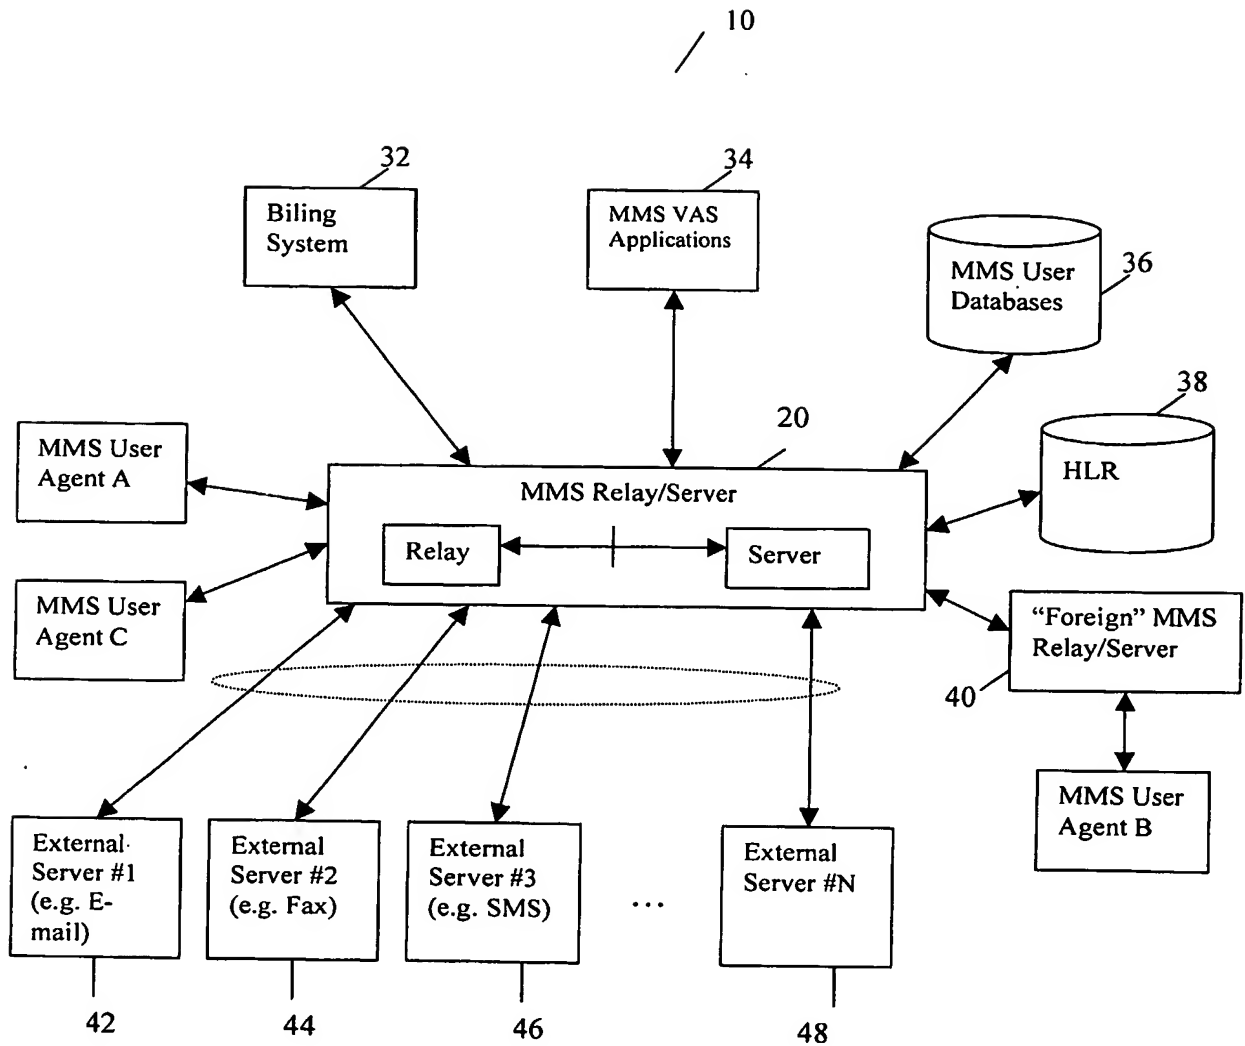 10
32
34
Biling
System
MMS VAS
Applications
MMS User
Databases
36
38
20
MMS User
Agent A
MMS Relay/Server
HLR
Relay
Server
MMS User
Agent C
“Foreign” MMS
Relay/Server
40
MMS User
Agent B
External
Server #1
(e.g. E-
mail)
External
Server #2
(e.g. Fax)
External
Server #3
(e.g. SMS)
...
External
Server #N
42
44
46
48